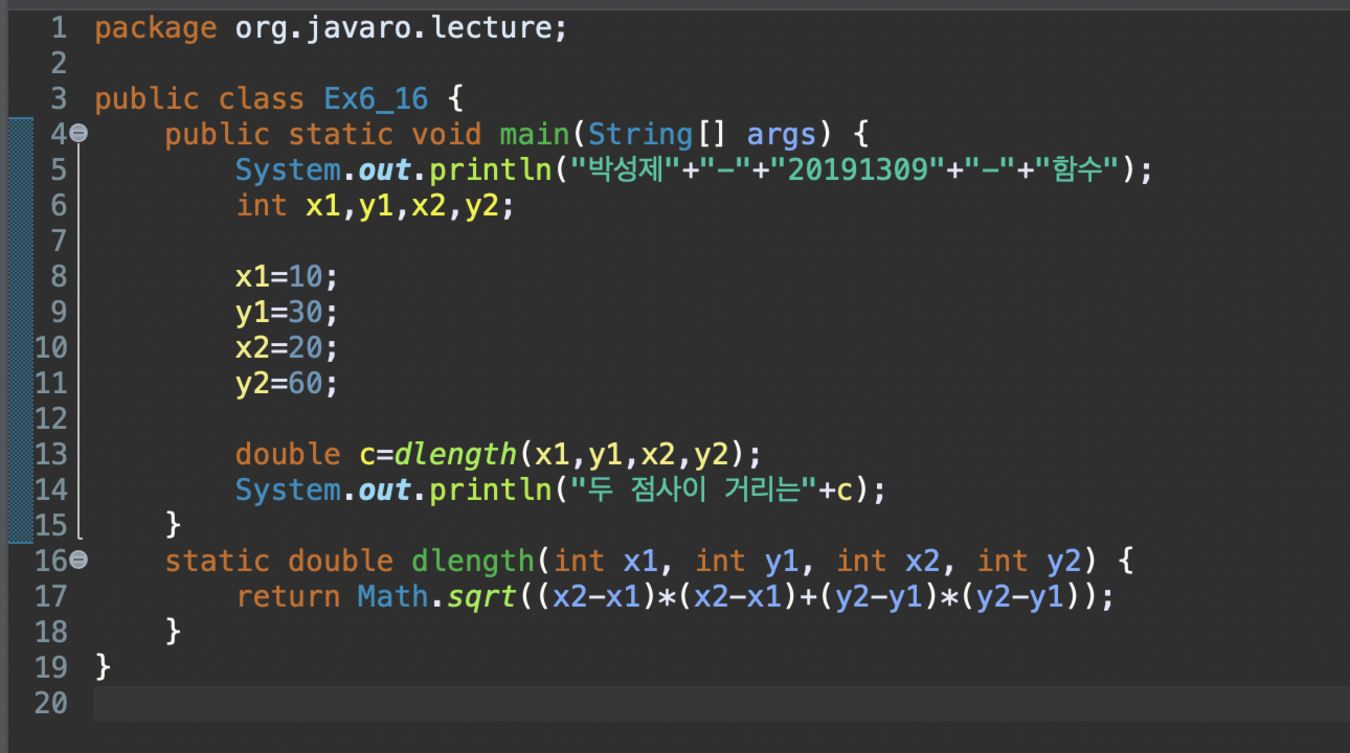 1 package org.javaro.lecture;
2
3 public class Ex6_16 {
4 public static void main(String[] args) {
5 System.out.println("박성제"+"-"+"20191309"+"-"+"함수");
6 int x1,y1,x2,y2;
7
8 x1=10;
9 y1=30;
10 x2=20;
11 y2=60;
12
13 double c=dlength(x1,y1,x2,y2);
14 System.out.println("두 점사이 거리는"+c);
15 }
16 static double dlength(int x1, int y1, int x2, int y2) {
17 return Math.sqrt((x2-x1)*(x2-x1)+(y2-y1)*(y2-y1));
18 }
19 }
20